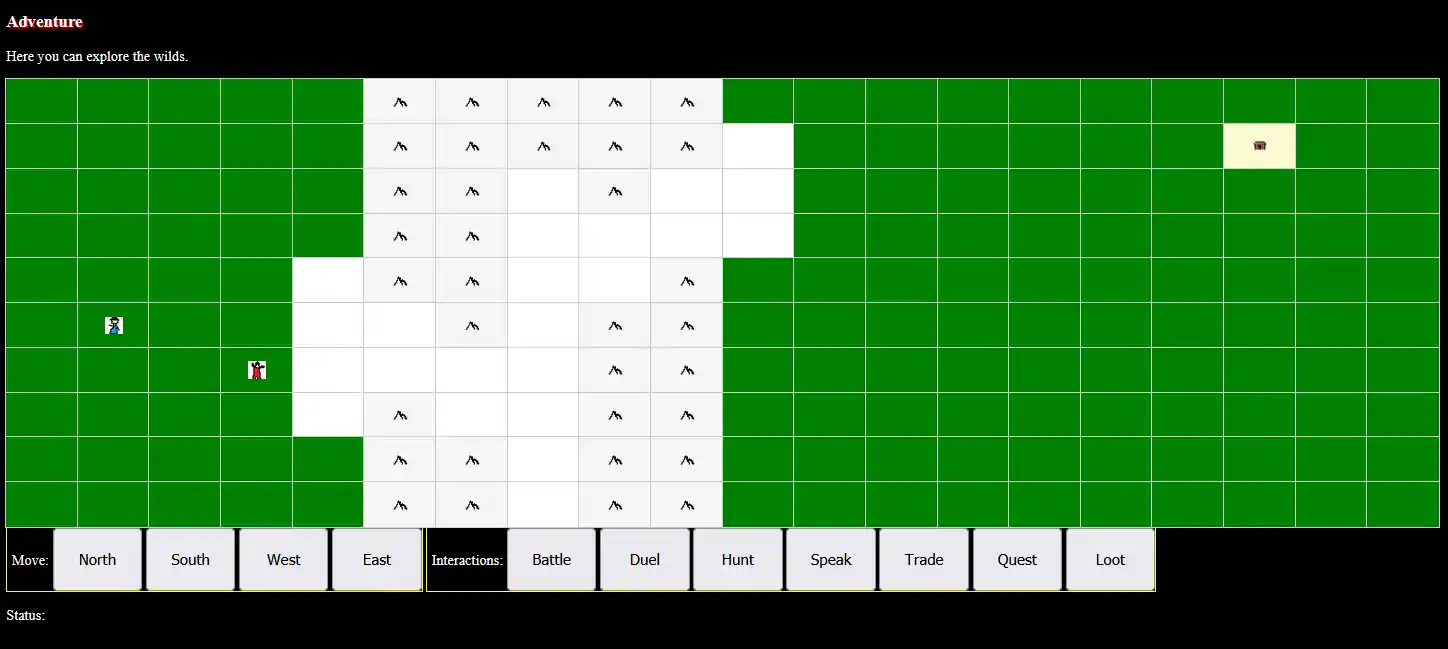 Adventure
Here you can explore the wilds.
Move: North South West East Interactions: Battle Duel Hunt Speak Trade Quest Loot
Status: